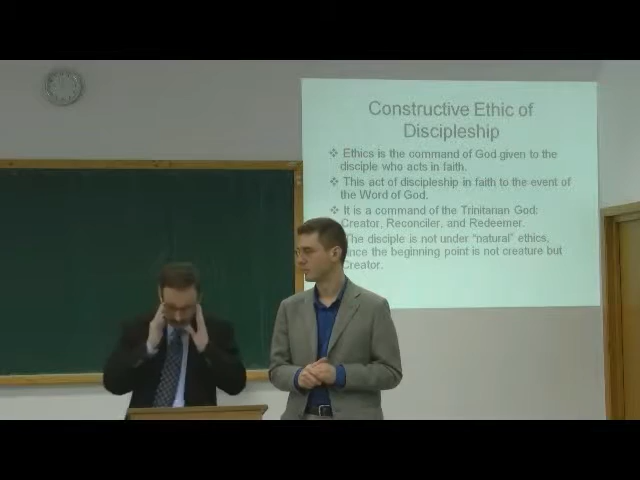 Constructive Ethic of
Discipleship
Ethics is the command of God given to the
disciple who acts in faith.
This act of discipleship in faith to the event of
the Word of God.
It is a command of the Trinitarian God:
Creator, Reconciler, and Redeemer.
The disciple is not under "natural" ethics,
since the beginning point is not creature but
Creator.